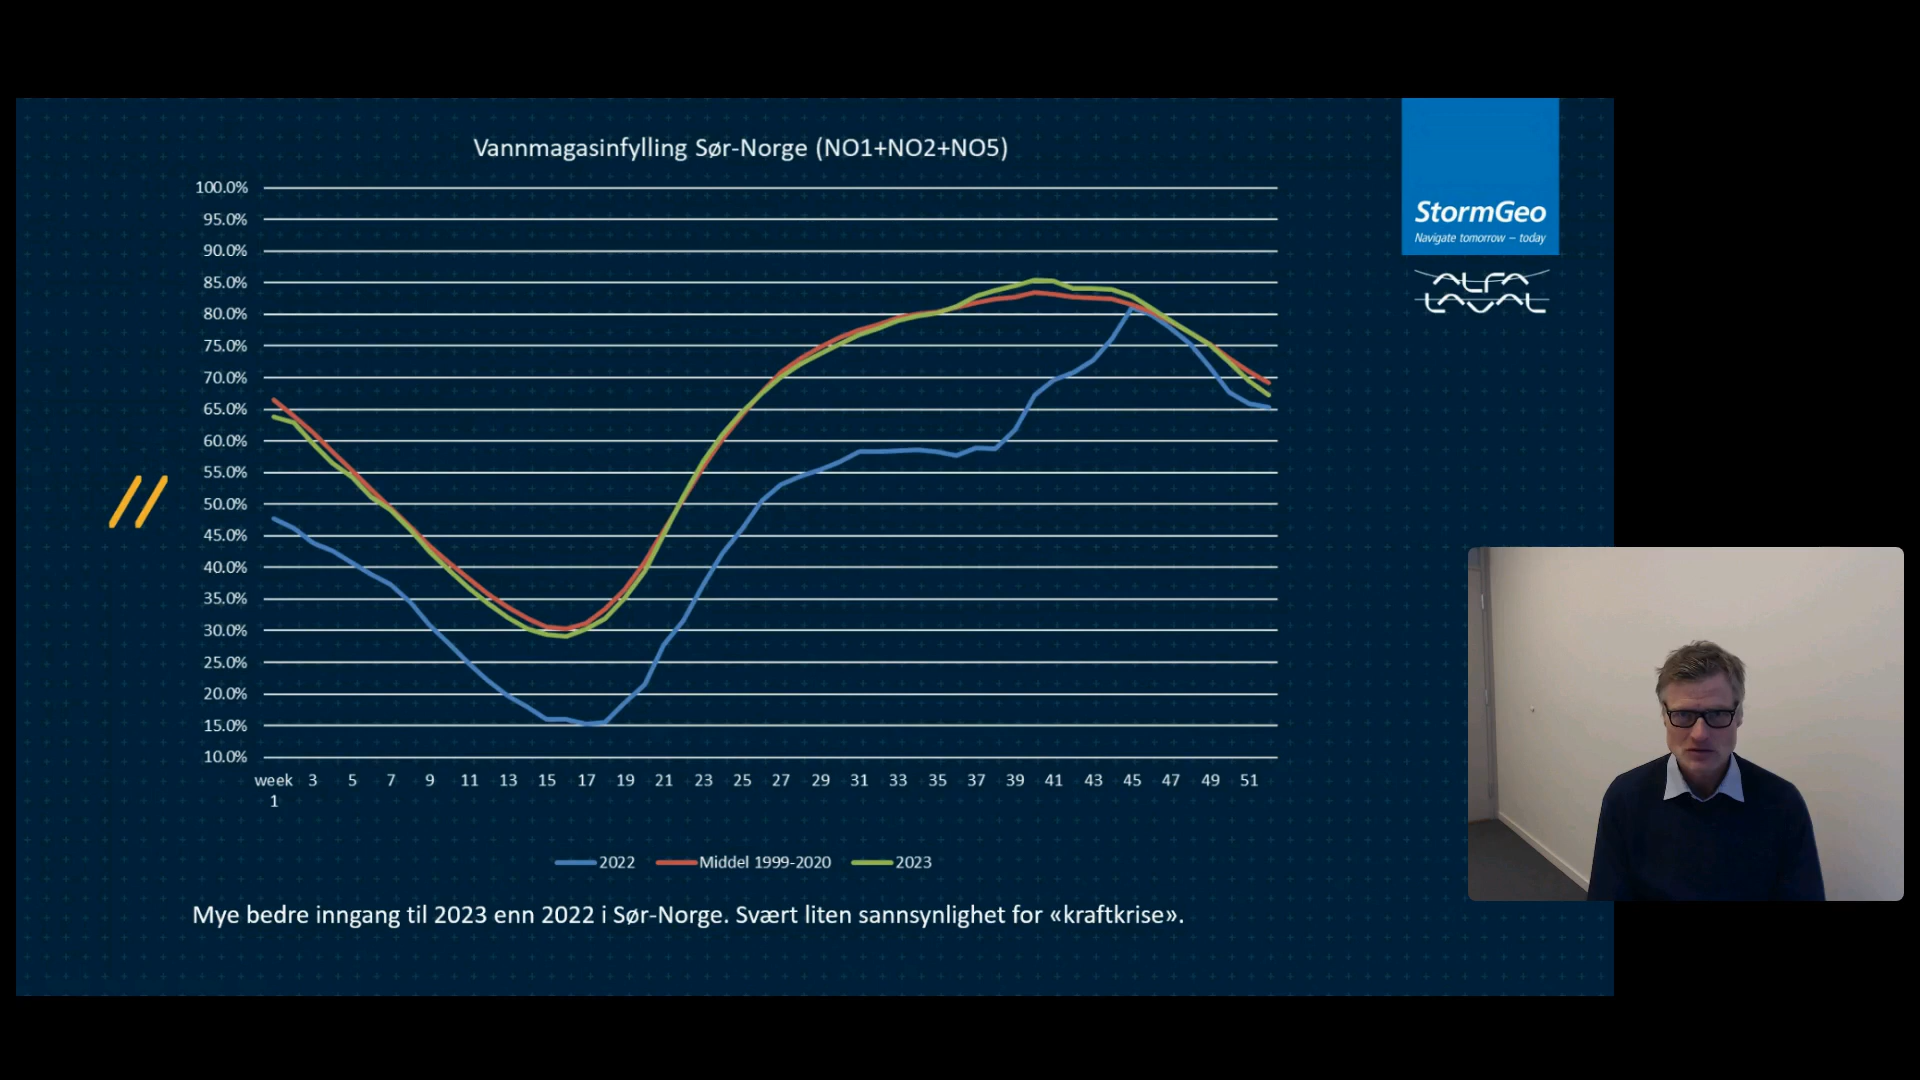 Vannmagasinfylling Sør-Norge (NO1+NO2+NO5)
StormGeo
Navigate tomorrow – today
ALFA
LAVAL
100.0%
95.0%
90.0%
85.0%
80.0%
75.0%
70.0%
65.0%
60.0%
55.0%
50.0%
45.0%
40.0%
35.0%
30.0%
25.0%
20.0%
15.0%
10.0%
week 3 5 7 9 11 13 15 17 19 21 23 25 27 29 31 33 35 37 39 41 43 45 47 49 51
1
2022 Middel 1999-2020 2023
Mye bedre inngang til 2023 enn 2022 i Sør-Norge. Svært liten sannsynlighet for «kraftkrise».